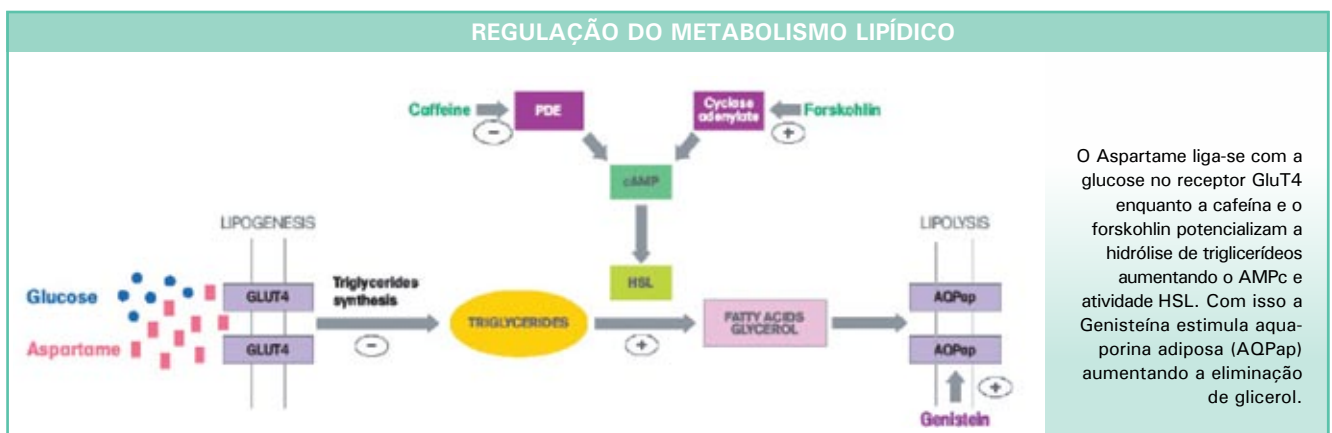 REGULAÇÃO DO METABOLISMO LIPÍDICO
Caffeine
PDE
Cyclase
adenylate
Forskohlin
cAMP
LIPOGENESIS
LIPOLYSIS
Glucose
Aspartame
GLUT4
GLUT4
Triglycerides
synthesis
TRIGLYCERIDES
HSL
FATTY ACIDS
GLYCEROL
AQPap
AQPap
Genistein
O Aspartame liga-se com a
glucose no receptor GluT4
enquanto a cafeína e o
forskohlin potencializam a
hidrólise de triglicerídeos
aumentando o AMPc e
atividade HSL. Com isso a
Genisteína estimula aqua-
porina adiposa (AQPap)
aumentando a eliminação
de glicerol.